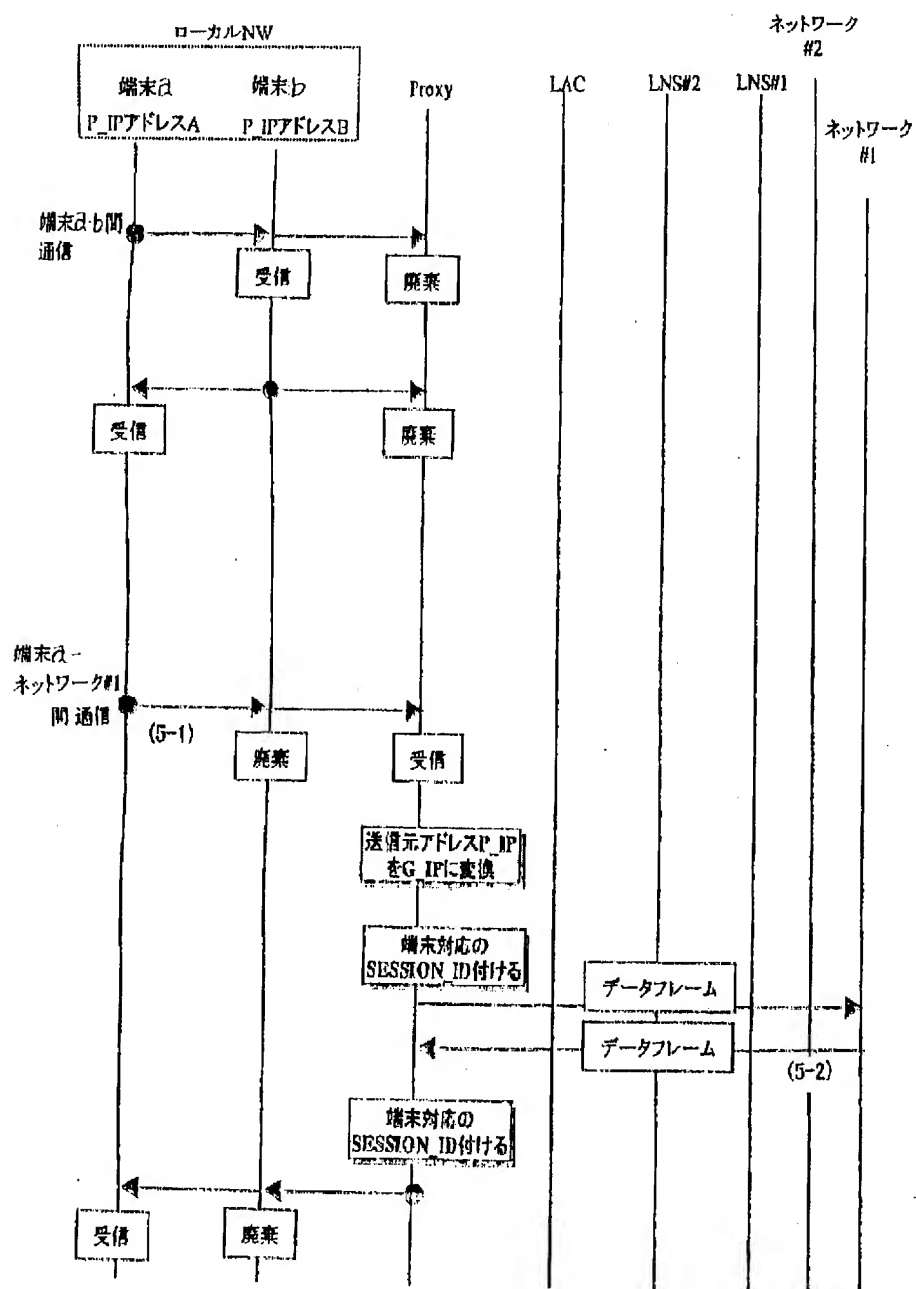 ローカルNW
ネットワーク
#2
端末a
端末b
Proxy
LAC
LNS#2
LNS#1
P_IPアドレスA
P_IPアドレスB
ネットワーク
#1
端末a-b間
通信
受信
廃棄
受信
廃棄
端末a-
ネットワーク#1
間通信
(5-1)
廃棄
受信
送信元アドレスP_IP
をG_IPに変換
端末対応の
SESSION_ID付ける
データフレーム
データフレーム
(5-2)
端末対応の
SESSION_ID付ける
受信
廃棄